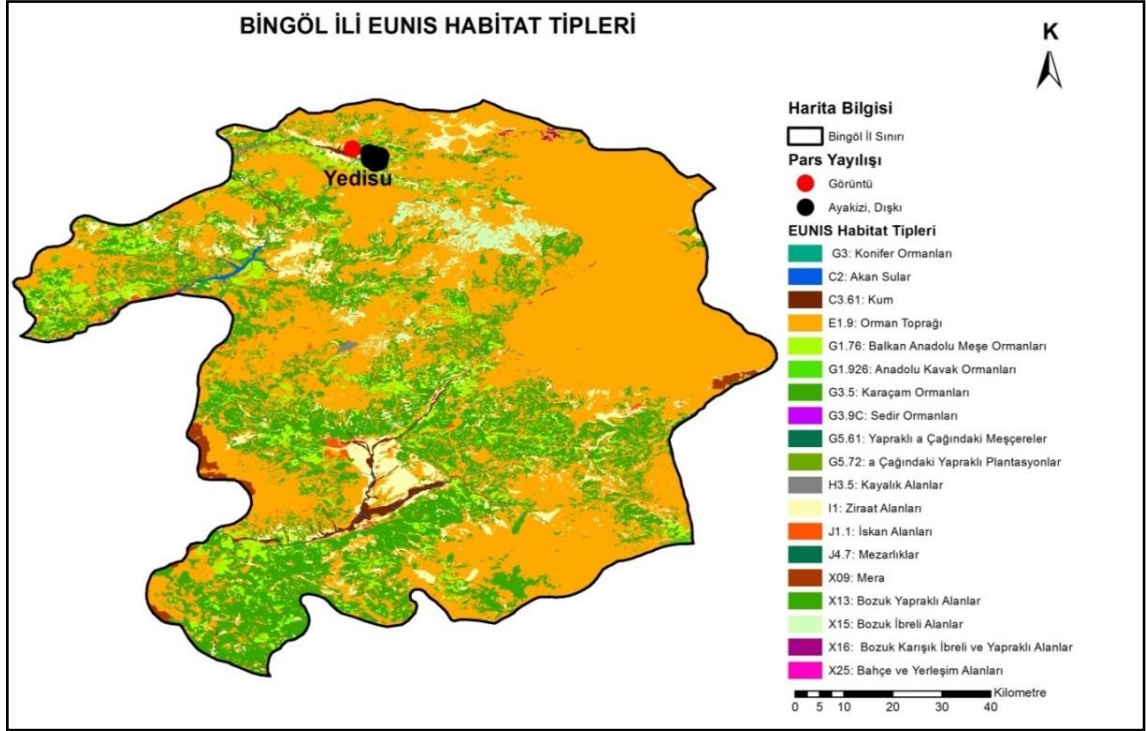 BİNGÖL İLİ EUNIS HABİTAT TİPLERİ
K
Harita Bilgisi
Bingöl İl Sınırı
Pars Yayılışı
Görüntü
Ayakizi, Dışkı
EUNIS Habitat Tipleri
G3: Konifer Ormanları
C2: Akan Sular
C3.61: Kum
E1.9: Orman Toprağı
G1.76: Balkan Anadolu Meşe Ormanları
G1.926: Anadolu Kavak Ormanları
G3.5: Karaçam Ormanları
G3.9C: Sedir Ormanları
G5.61: Yapraklı a Çağındaki Meşçereler
G5.72: a Çağındaki Yapraklı Plantasyonlar
H3.5: Kayalık Alanlar
I1: Ziraat Alanları
J1.1: İskan Alanları
J4.7: Mezarlıklar
X09: Mera
X13: Bozuk Yapraklı Alanlar
X15: Bozuk İbreli Alanlar
X16: Bozuk Karışık İbreli ve Yapraklı Alanlar
X25: Bahçe ve Yerleşim Alanları
Kilometre
0 5 10 20 30 40
Yedisu